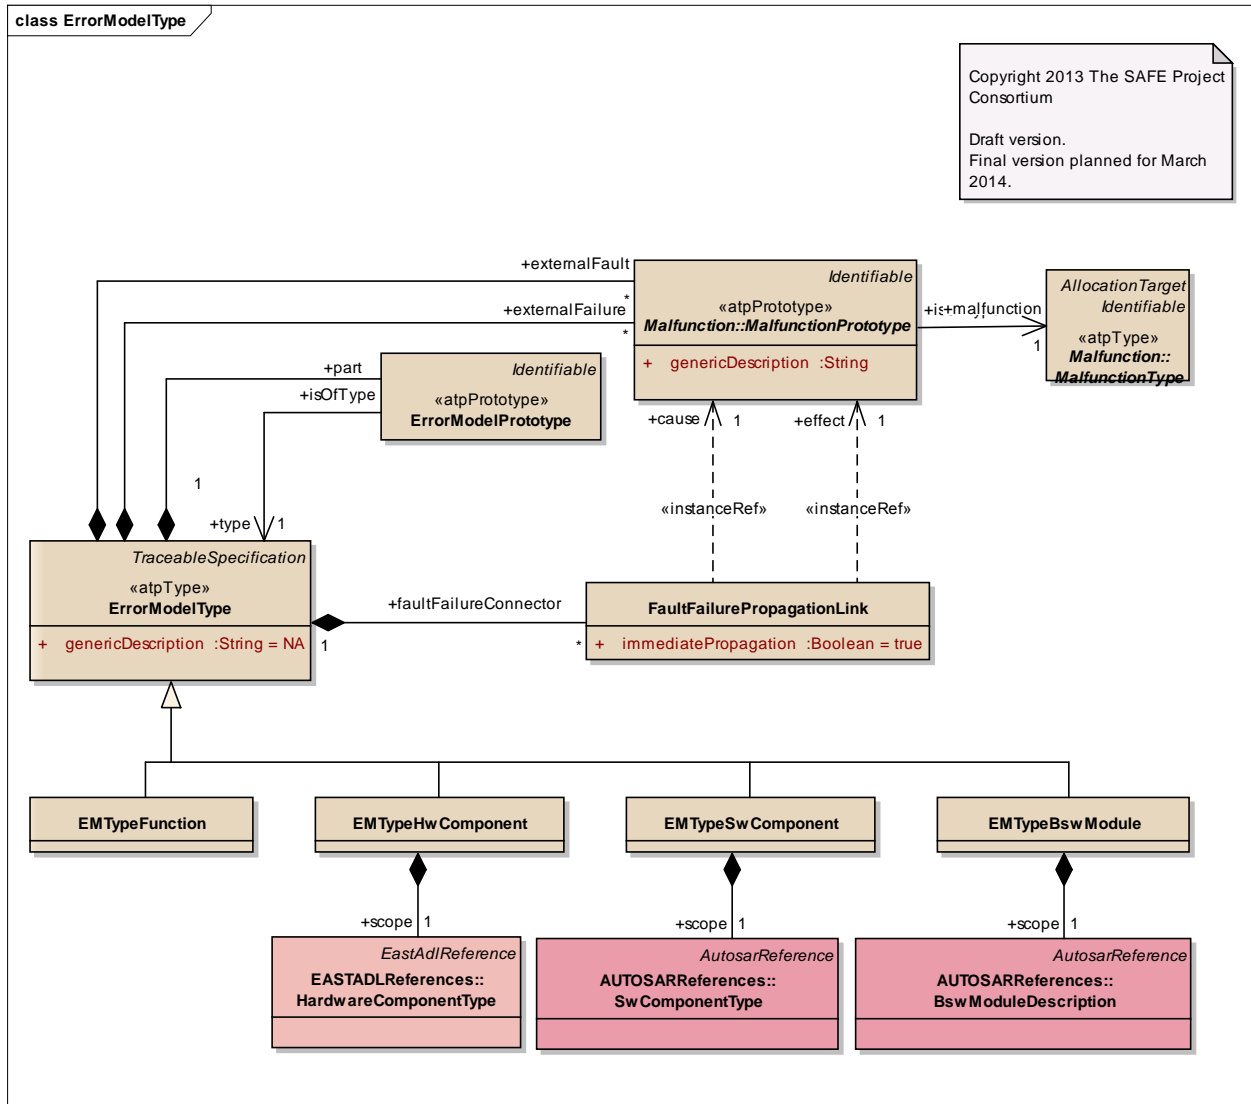 class ErrorModelType
Copyright 2013 The SAFE Project
Consortium
Draft version.
Final version planned for March
2014.
+externalFault
*
+externalFailure
*
Identifiable
«atpPrototype»
Malfunction::MalfunctionPrototype
+ genericDescription :String
+malfunction
1
AllocationTarget
Identifiable
«atpType»
Malfunction::
MalfunctionType
+part
+isOfType
Identifiable
«atpPrototype»
ErrorModelPrototype
+cause
1
+effect
1
1
«instanceRef»
«instanceRef»
+type
1
TraceableSpecification
«atpType»
ErrorModelType
+ genericDescription :String = NA
1
+faultFailureConnector
*
FaultFailurePropagationLink
+ immediatePropagation :Boolean = true
EMTypeFunction
EMTypeHwComponent
EMTypeSwComponent
EMTypeBswModule
+scope
1
+scope
1
+scope
1
EastAdlReference
EASTADLReferences::
HardwareComponentType
AutosarReference
AUTOSARReferences::
SwComponentType
AutosarReference
AUTOSARReferences::
BswModuleDescription